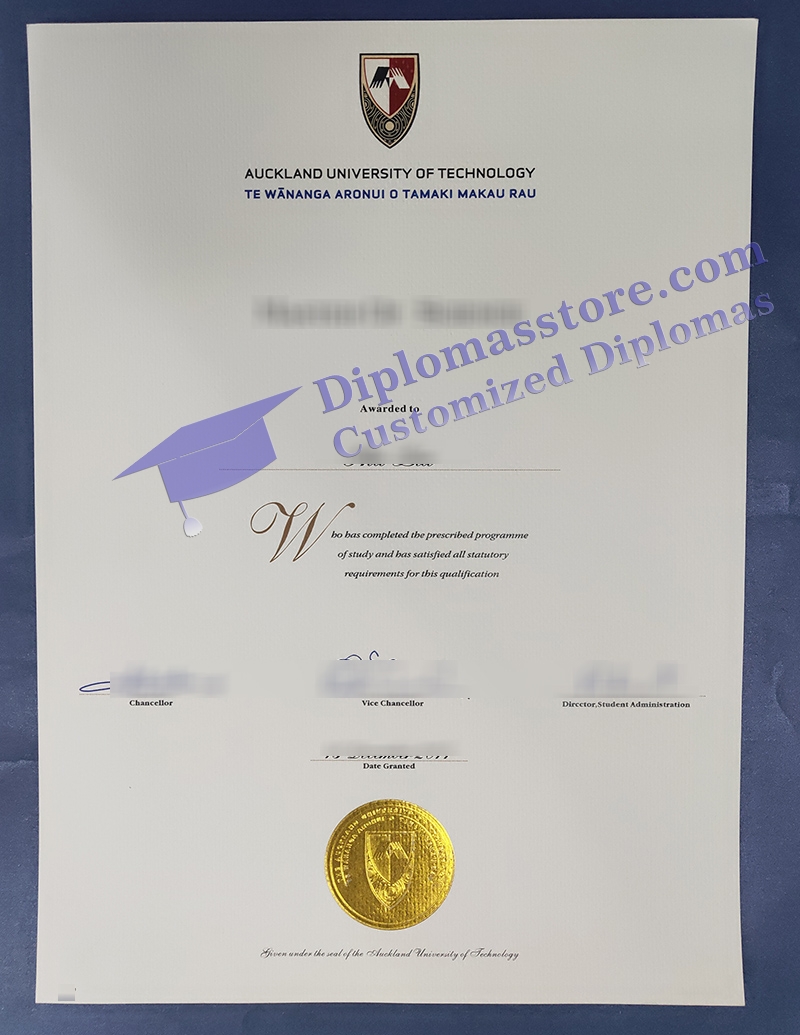 AUCKLAND UNIVERSITY OF TECHNOLOGY
TE WĀNANGA ARONUI O TAMAKI MAKAU RAU
Diplomasstore.com
Customized Diplomas
Awarded to
Who has completed the prescribed programme
of study and has satisfied all statutory
requirements for this qualification
Chancellor
Vice Chancellor
Director,Student Administration
Date Granted
Given under the seal of the Auckland University of Technology